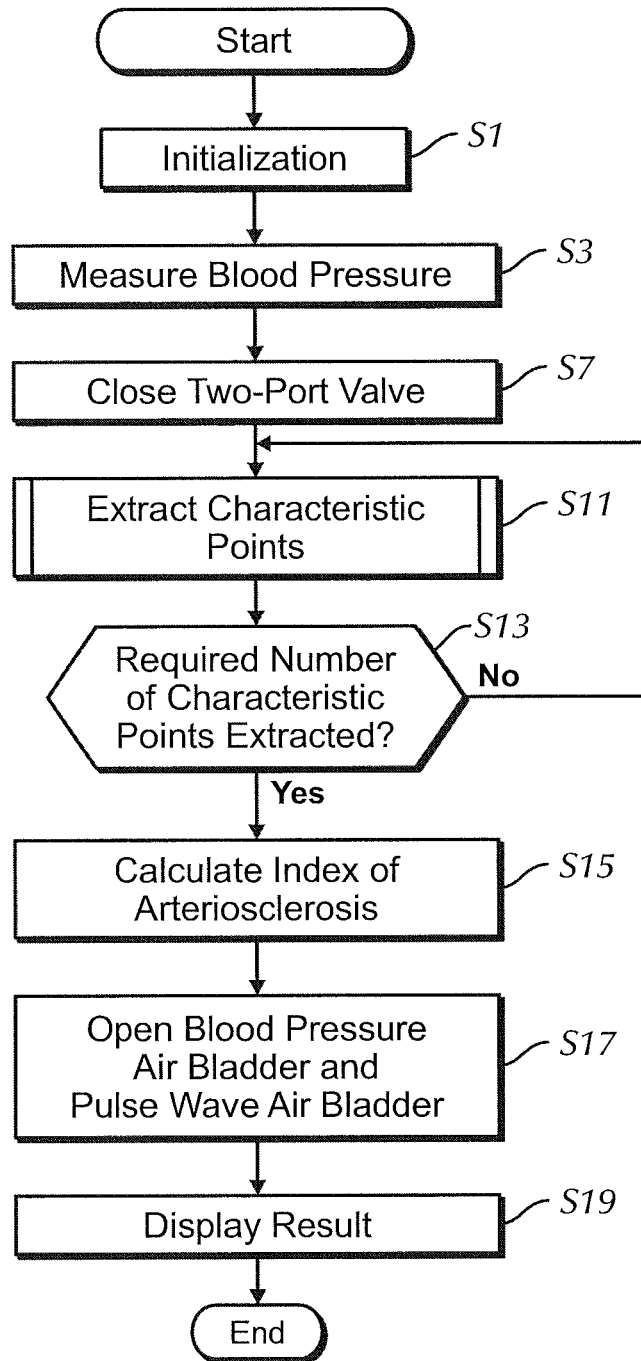 Start
Initialization
S1
Measure Blood Pressure
S3
Close Two-Port Valve
S7
Extract Characteristic
Points
S11
Required Number
of Characteristic
Points Extracted?
S13
No
Yes
Calculate Index of
Arteriosclerosis
S15
Open Blood Pressure
Air Bladder and
Pulse Wave Air Bladder
S17
Display Result
S19
End